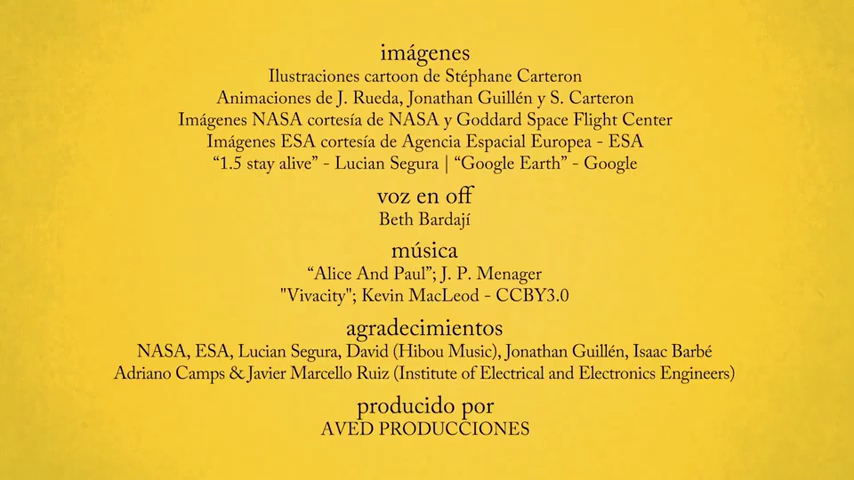 imágenes
Ilustraciones cartoon de Stéphane Carteron
Animaciones de J. Rueda, Jonathan Guillén y S. Carteron
Imágenes NASA cortesía de NASA y Goddard Space Flight Center
Imágenes ESA cortesía de Agencia Espacial Europea - ESA
“1.5 stay alive” - Lucian Segura | “Google Earth” - Google
voz en off
Beth Bardají
música
“Alice And Paul”; J. P. Menager
"Vivacity"; Kevin MacLeod - CCBY3.0
agradecimientos
NASA, ESA, Lucian Segura, David (Hibou Music), Jonathan Guillén, Isaac Barbé
Adriano Camps & Javier Marcello Ruiz (Institute of Electrical and Electronics Engineers)
producido por
AVED PRODUCCIONES